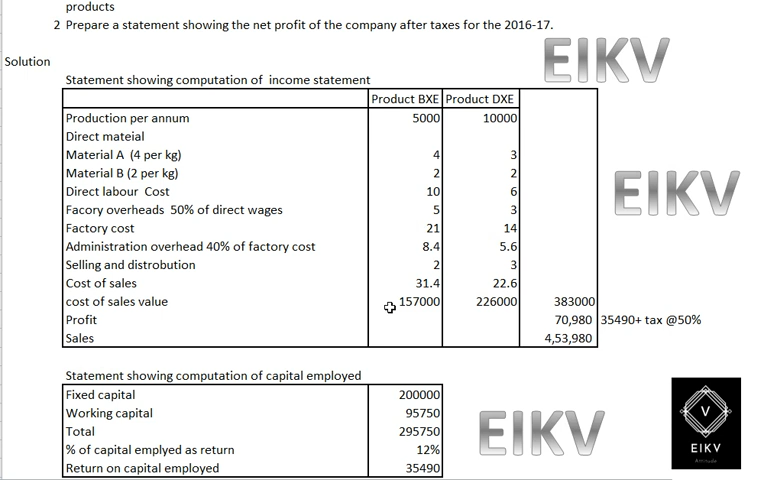 products
2 Prepare a statement showing the net profit of the company after taxes for the 2016-17.
EIKV
Solution
Statement showing computation of income statement
Product BXE Product DXE
Production per annum 5000 10000
Direct mateial
Material A (4 per kg) 4 3
Material B (2 per kg) 2 2
EIKV
Direct labour Cost 10 6
Facory overheads 50% of direct wages 5 3
Factory cost 21 14
Administration overhead 40% of factory cost 8.4 5.6
Selling and distrobution 2 3
Cost of sales 31.4 22.6
cost of sales value 157000 226000 383000
Profit 70,980 35490+ tax @50%
Sales 4,53,980
Statement showing computation of capital employed
Fixed capital 200000
Working capital 95750
Total 295750
% of capital emplyed as return 12%
Return on capital employed 35490
EIKV
V
EIKV